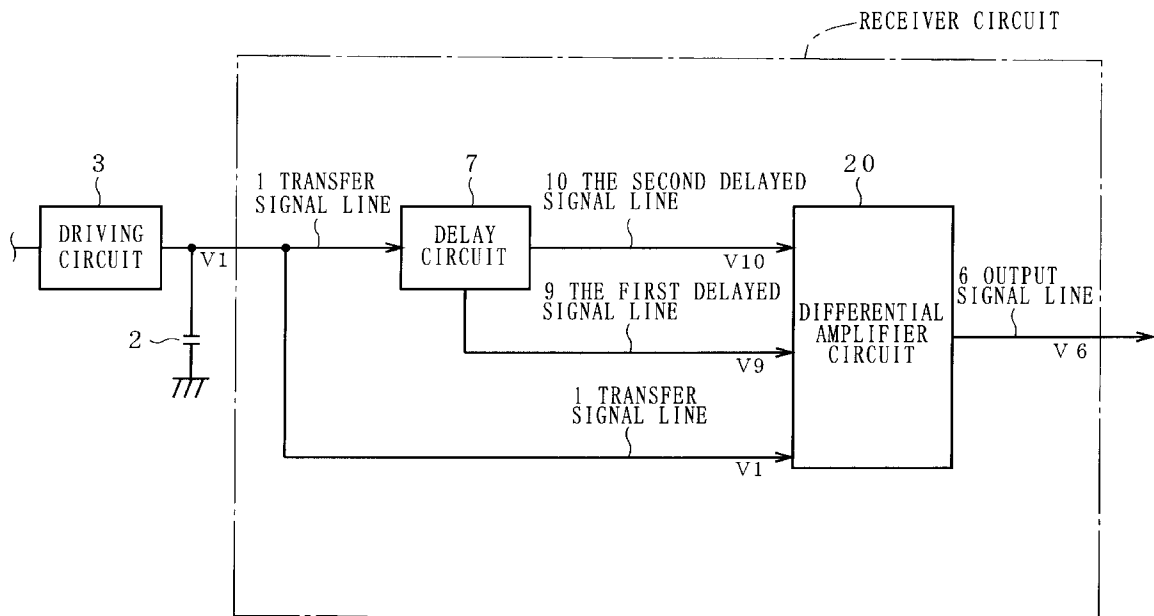 RECEIVER CIRCUIT
3
DRIVING
CIRCUIT
V1
2
1 TRANSFER
SIGNAL LINE
7
DELAY
CIRCUIT
10 THE SECOND DELAYED
SIGNAL LINE
V10
9 THE FIRST DELAYED
SIGNAL LINE
V9
1 TRANSFER
SIGNAL LINE
V1
20
DIFFERENTIAL
AMPLIFIER
CIRCUIT
6 OUTPUT
SIGNAL LINE
V6